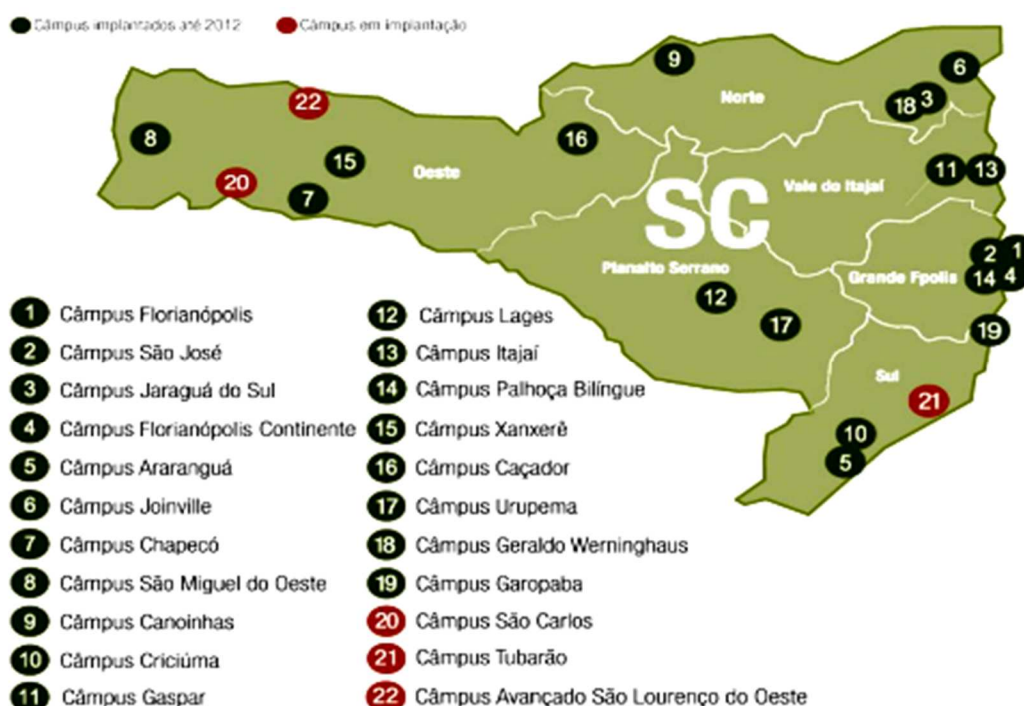 Câmpus implantados até 2012
Câmpus em implantação
9
6
Norte
18
3
22
8
16
15
Oeste
20
7
11
13
Vale do Itajaí
SC
2
1
Planalto Serrano
Grande Fpolis
14
4
12
17
19
Sul
21
10
5
1 Câmpus Florianópolis
2 Câmpus São José
3 Câmpus Jaraguá do Sul
4 Câmpus Florianópolis Continente
5 Câmpus Araranguá
6 Câmpus Joinville
7 Câmpus Chapecó
8 Câmpus São Miguel do Oeste
9 Câmpus Canoinhas
10 Câmpus Criciúma
11 Câmpus Gaspar
12 Câmpus Lages
13 Câmpus Itajaí
14 Câmpus Palhoça Bilíngue
15 Câmpus Xanxerê
16 Câmpus Caçador
17 Câmpus Urupema
18 Câmpus Geraldo Werninghaus
19 Câmpus Garopaba
20 Câmpus São Carlos
21 Câmpus Tubarão
22 Câmpus Avançado São Lourenço do Oeste